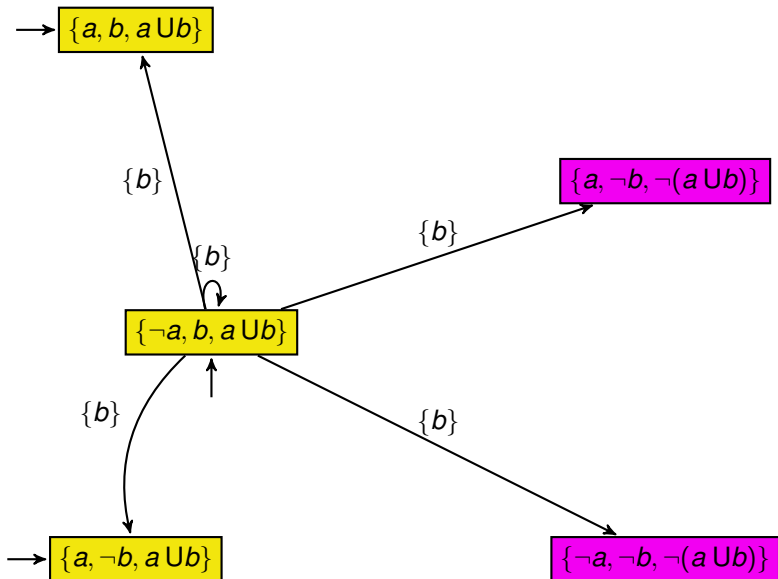 {a, b, a U b}
{b}
{a, ¬b, ¬(a U b)}
{b}
{b}
{¬a, b, a U b}
{b}
{b}
{a, ¬b, a U b}
{¬a, ¬b, ¬(a U b)}